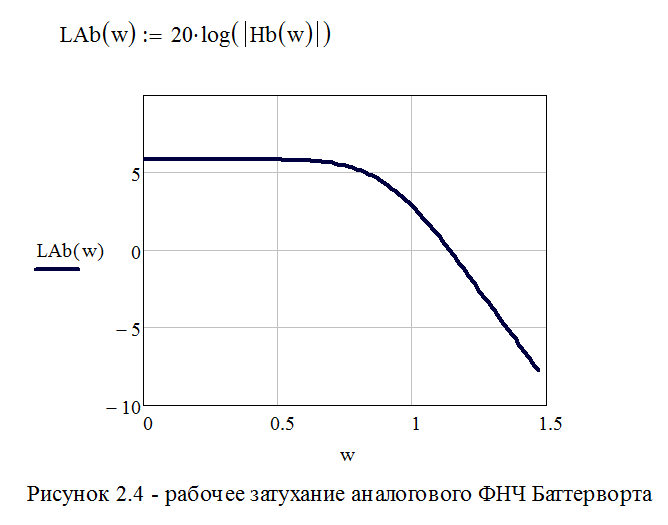 LAb(w) := 20·log(|Hb(w)|)
5
LAb(w)
0
−5
−10
0
0.5
1
1.5
w
Рисунок 2.4 - рабочее затухание аналогового ФНЧ Баттерворта